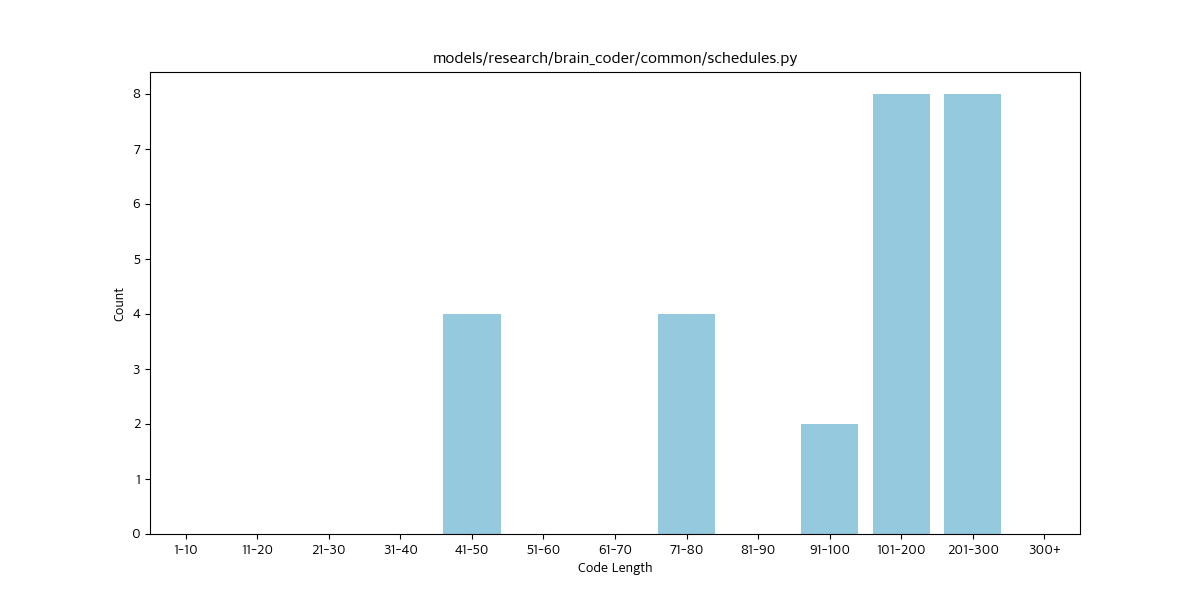 models/research/brain_coder/common/schedules.py
8
7
6
5
4
3
2
1
0
Count
1-10 11-20 21-30 31-40 41-50 51-60 61-70 71-80 81-90 91-100 101-200 201-300 300+
Code Length